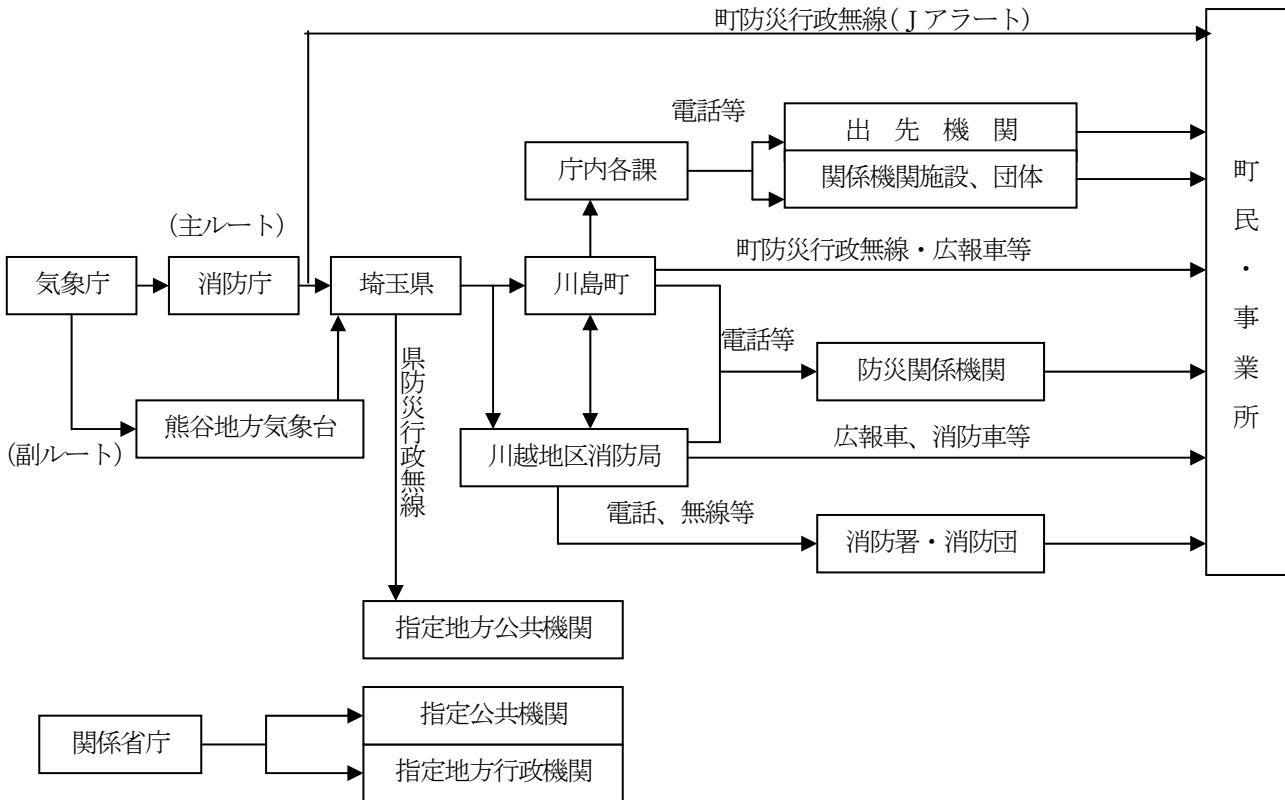 町防災行政無線(Jアラート)
電話等
出先機関
庁内各課
関係機関施設、団体
(主ルート)
町防災行政無線・広報車等
気象庁
消防庁
埼玉県
川島町
電話等
防災関係機関
県防災行政無線
熊谷地方気象台
(副ルート)
川越地区消防局
広報車、消防車等
電話、無線等
消防署・消防団
町民・事業所
指定地方公共機関
関係省庁
指定公共機関
指定地方行政機関